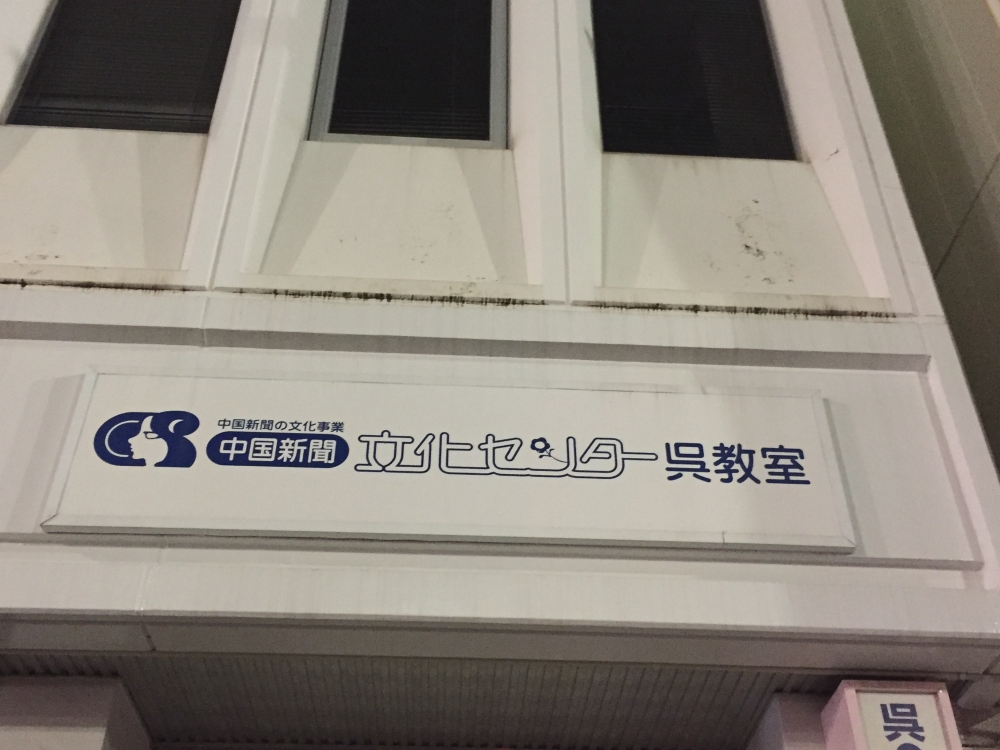 中国新聞の文化事業
中国新聞 文化センター 呉教室
呉